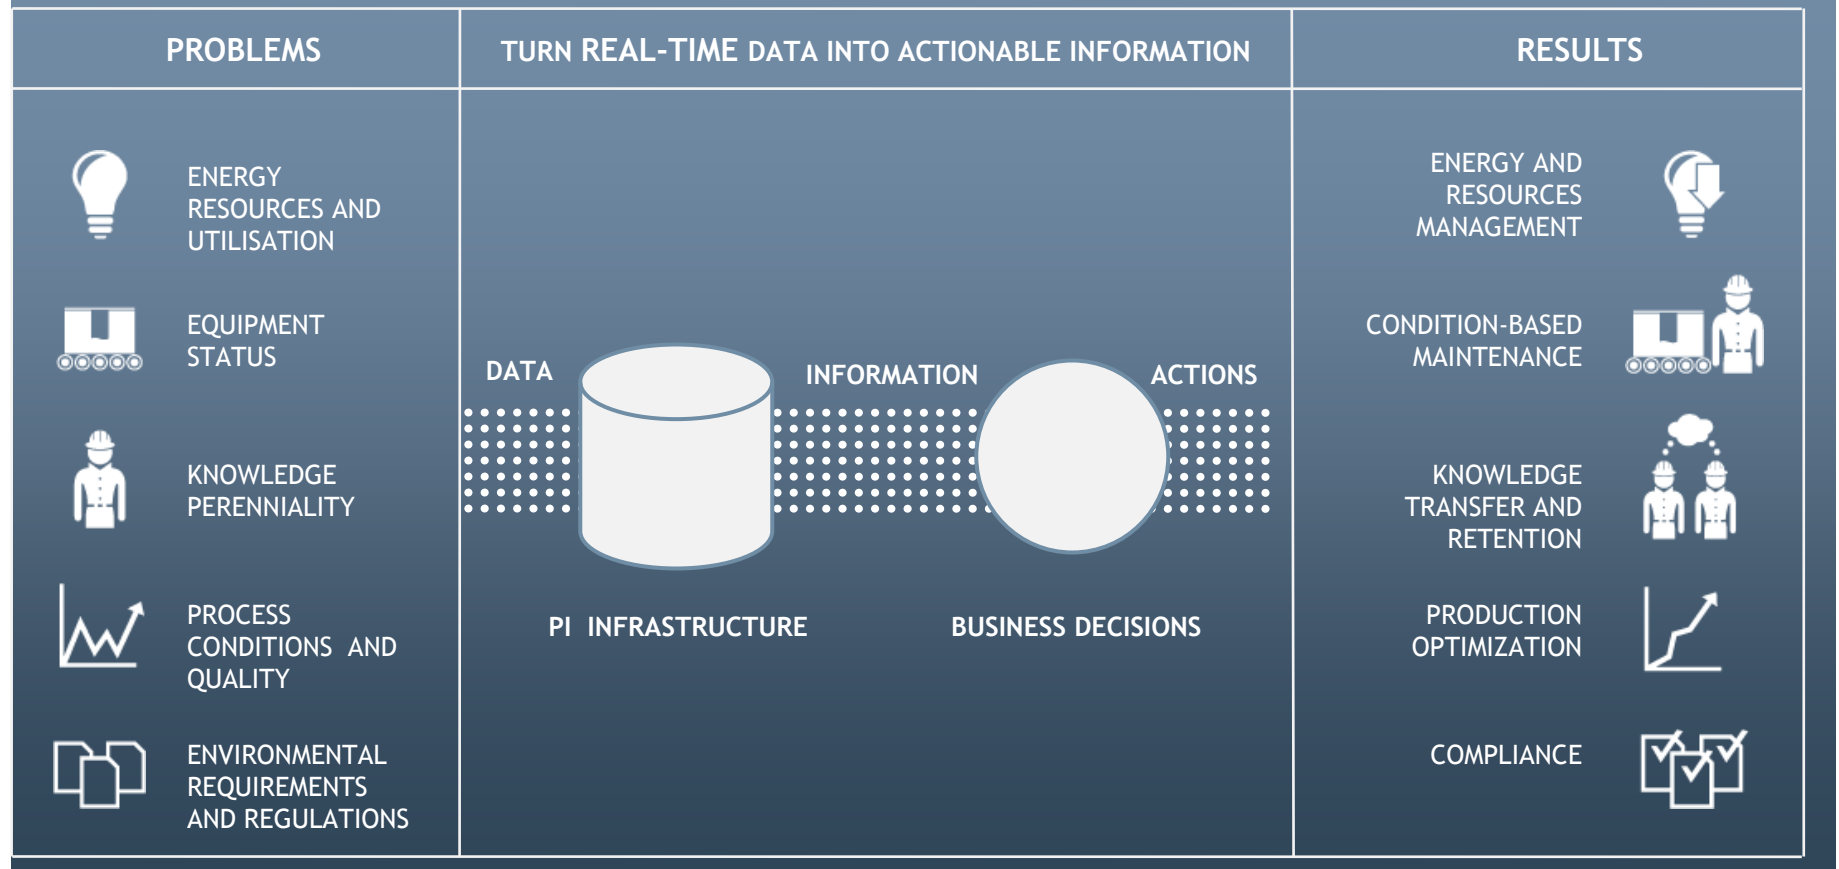 PROBLEMS
TURN REAL-TIME DATA INTO ACTIONABLE INFORMATION
RESULTS
ENERGY
RESOURCES AND
UTILISATION
EQUIPMENT
STATUS
KNOWLEDGE
PERENNIALITY
PROCESS
CONDITIONS AND
QUALITY
ENVIRONMENTAL
REQUIREMENTS
AND REGULATIONS
DATA
INFORMATION
ACTIONS
PI INFRASTRUCTURE
BUSINESS DECISIONS
ENERGY AND
RESOURCES
MANAGEMENT
CONDITION-BASED
MAINTENANCE
KNOWLEDGE
TRANSFER AND
RETENTION
PRODUCTION
OPTIMIZATION
COMPLIANCE